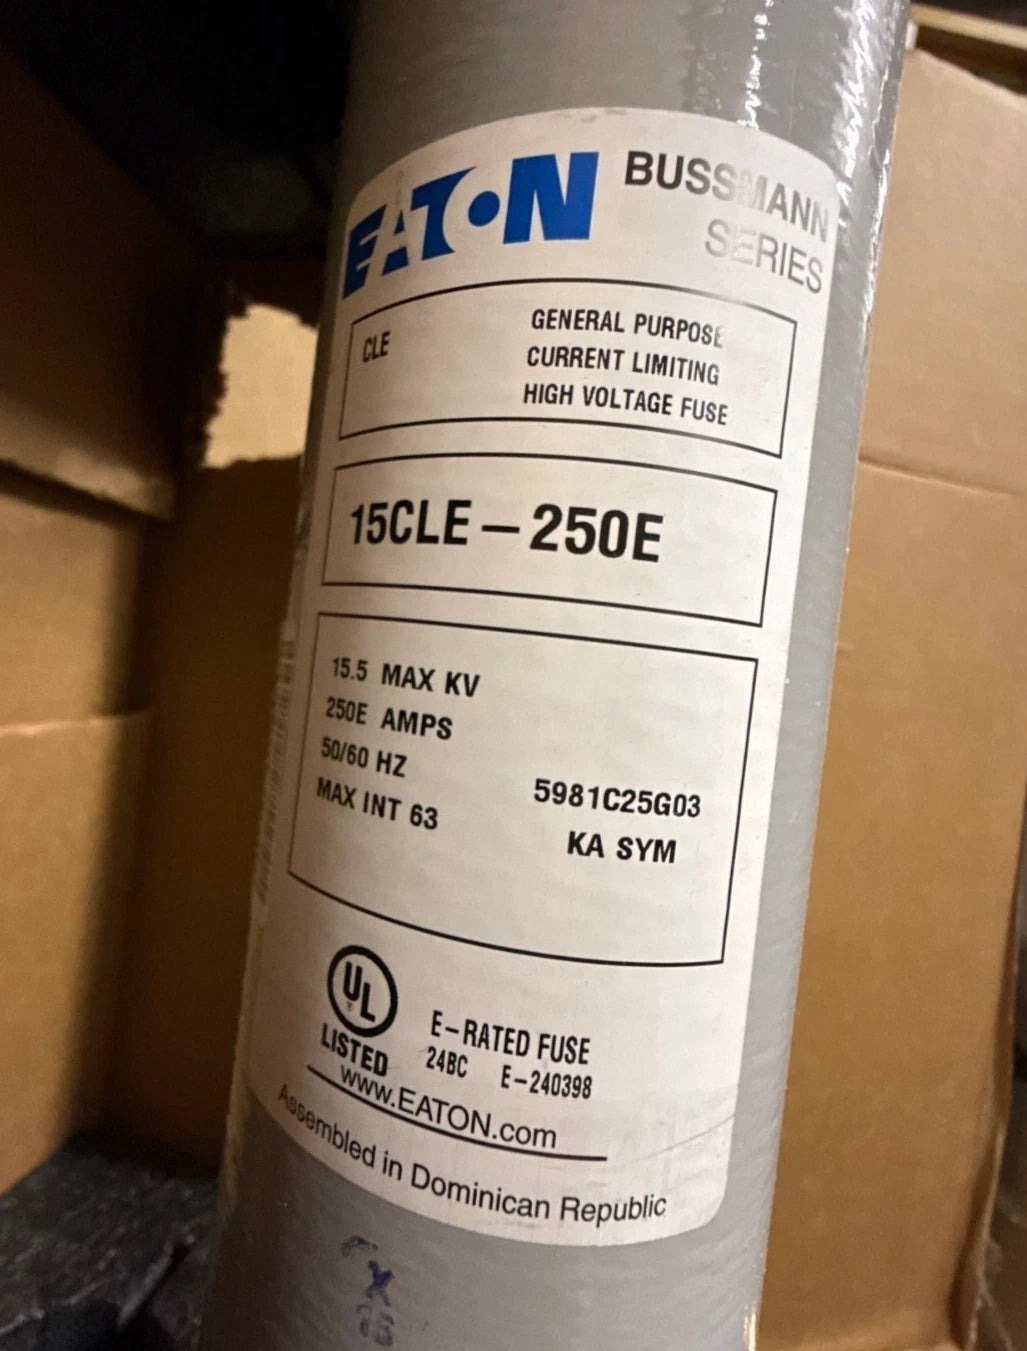 EATON
BUSSMANN
SERIES
CLE
GENERAL PURPOSE
CURRENT LIMITING
HIGH VOLTAGE FUSE
15CLE-250E
15.5 MAX KV
250E AMPS
50/60 HZ
MAX INT 63
5981C25G03
KA SYM
UL
LISTED
E-RATED FUSE
24BC E-240398
www.EATON.com
Assembled in Dominican Republic
X